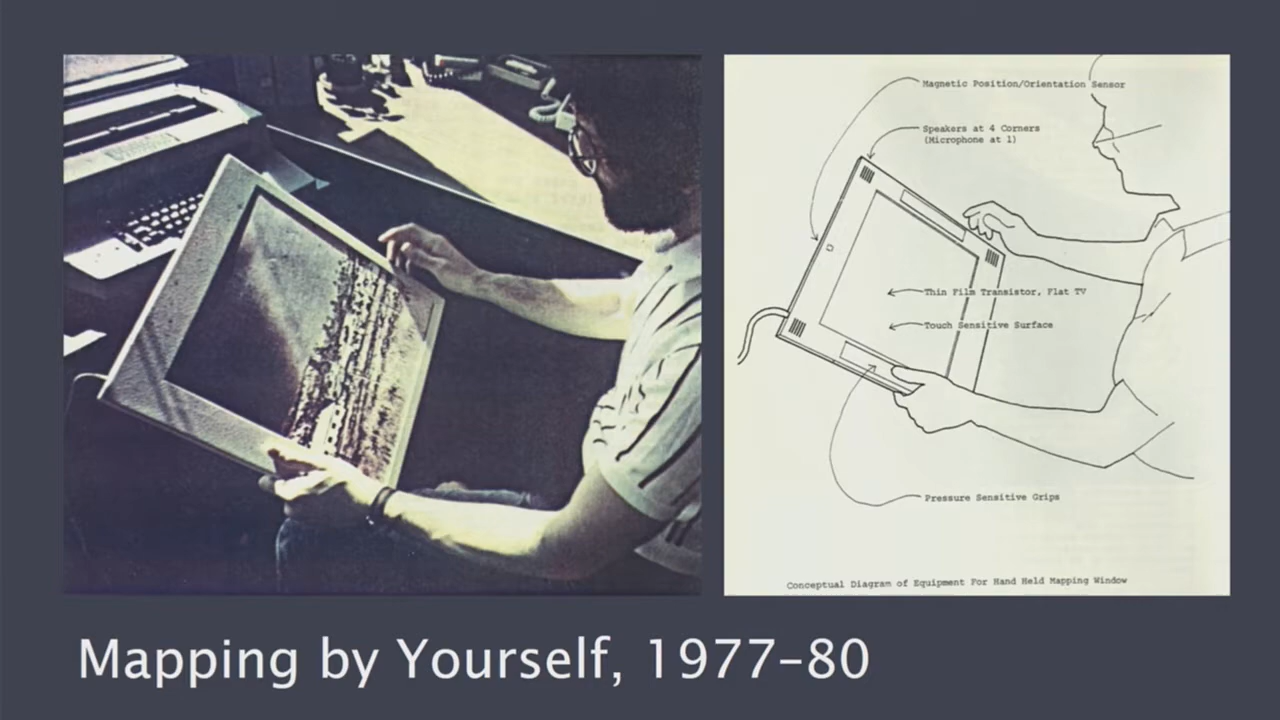 Magnetic Position/Orientation Sensor
Speakers at 4 Corners
(Microphone at 1)
Thin Film Transistor, Flat TV
Touch Sensitive Surface
Pressure Sensitive Grips
Conceptual Diagram of Equipment For Hand Held Mapping Window
Mapping by Yourself, 1977–80